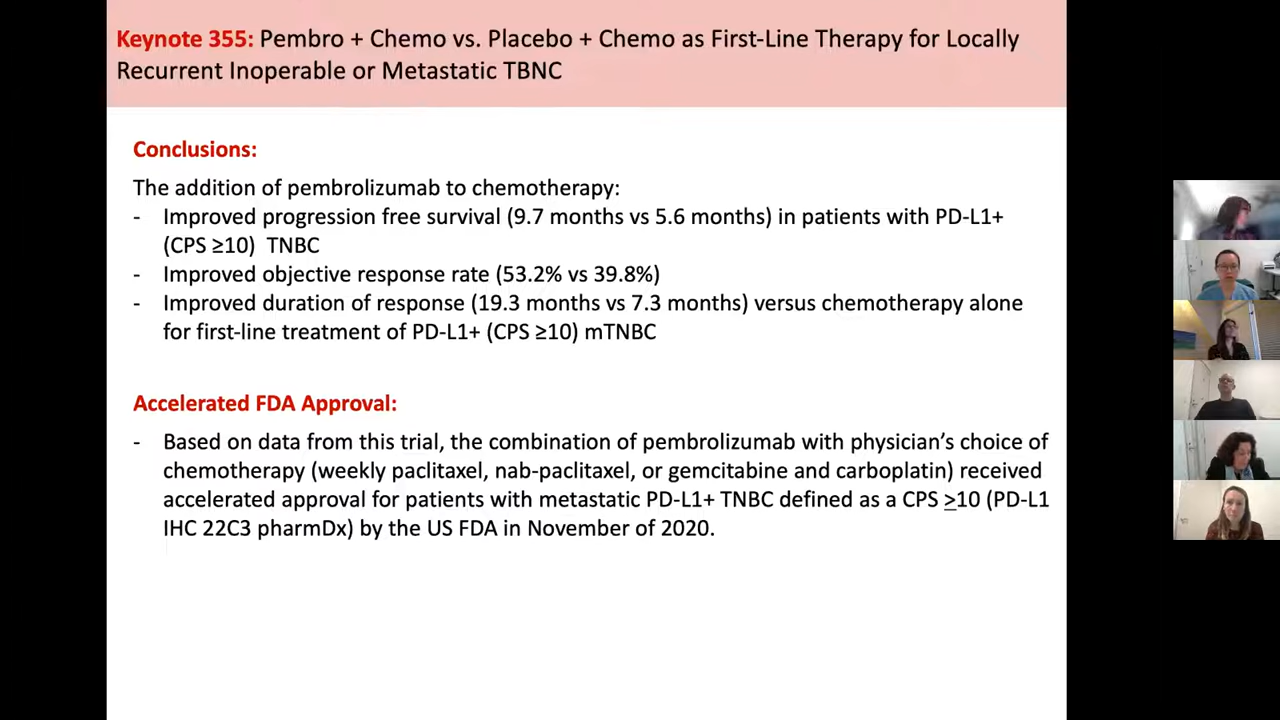 Keynote 355: Pembro + Chemo vs. Placebo + Chemo as First-Line Therapy for Locally
Recurrent Inoperable or Metastatic TBNC
Conclusions:
The addition of pembrolizumab to chemotherapy:
- Improved progression free survival (9.7 months vs 5.6 months) in patients with PD-L1+
(CPS ≥10) TNBC
- Improved objective response rate (53.2% vs 39.8%)
- Improved duration of response (19.3 months vs 7.3 months) versus chemotherapy alone
for first-line treatment of PD-L1+ (CPS ≥10) mTNBC
Accelerated FDA Approval:
- Based on data from this trial, the combination of pembrolizumab with physician’s choice of
chemotherapy (weekly paclitaxel, nab-paclitaxel, or gemcitabine and carboplatin) received
accelerated approval for patients with metastatic PD-L1+ TNBC defined as a CPS >10 (PD-L1
IHC 22C3 pharmDx) by the US FDA in November of 2020.